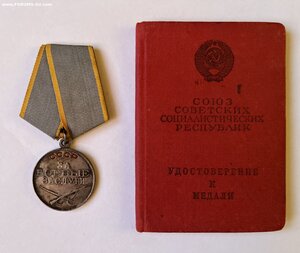 СССР
ЗА
БОЕВЫЕ
ЗАСЛУГИ
СОЮЗ
СОВЕТСКИХ
СОЦИАЛИСТИЧЕСКИХ
РЕСПУБЛИК
УДОСТОВЕРЕНИЕ
К
МЕДАЛИ